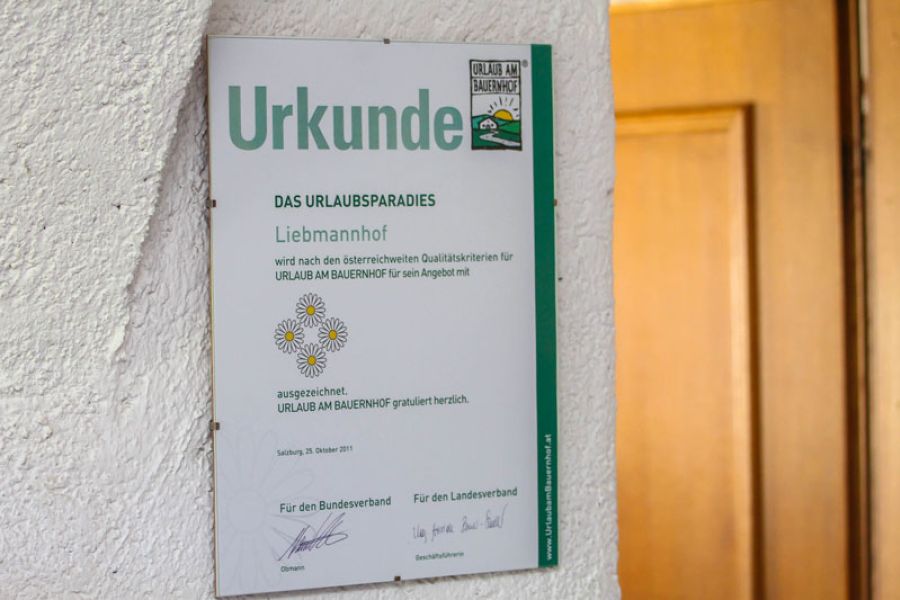 Urkunde
URLAUB AM
BAUERNHOF
®
DAS URLAUBSPARADIES
Liebmannhof
wird nach den österreichweiten Qualitätskriterien für
URLAUB AM BAUERNHOF für sein Angebot mit
ausgezeichnet.
URLAUB AM BAUERNHOF gratuliert herzlich.
Salzburg, 25. Oktober 2011
Für den Bundesverband
Obmann
Für den Landesverband
Geschäftsführerin
www.UrlaubamBauernhof.at